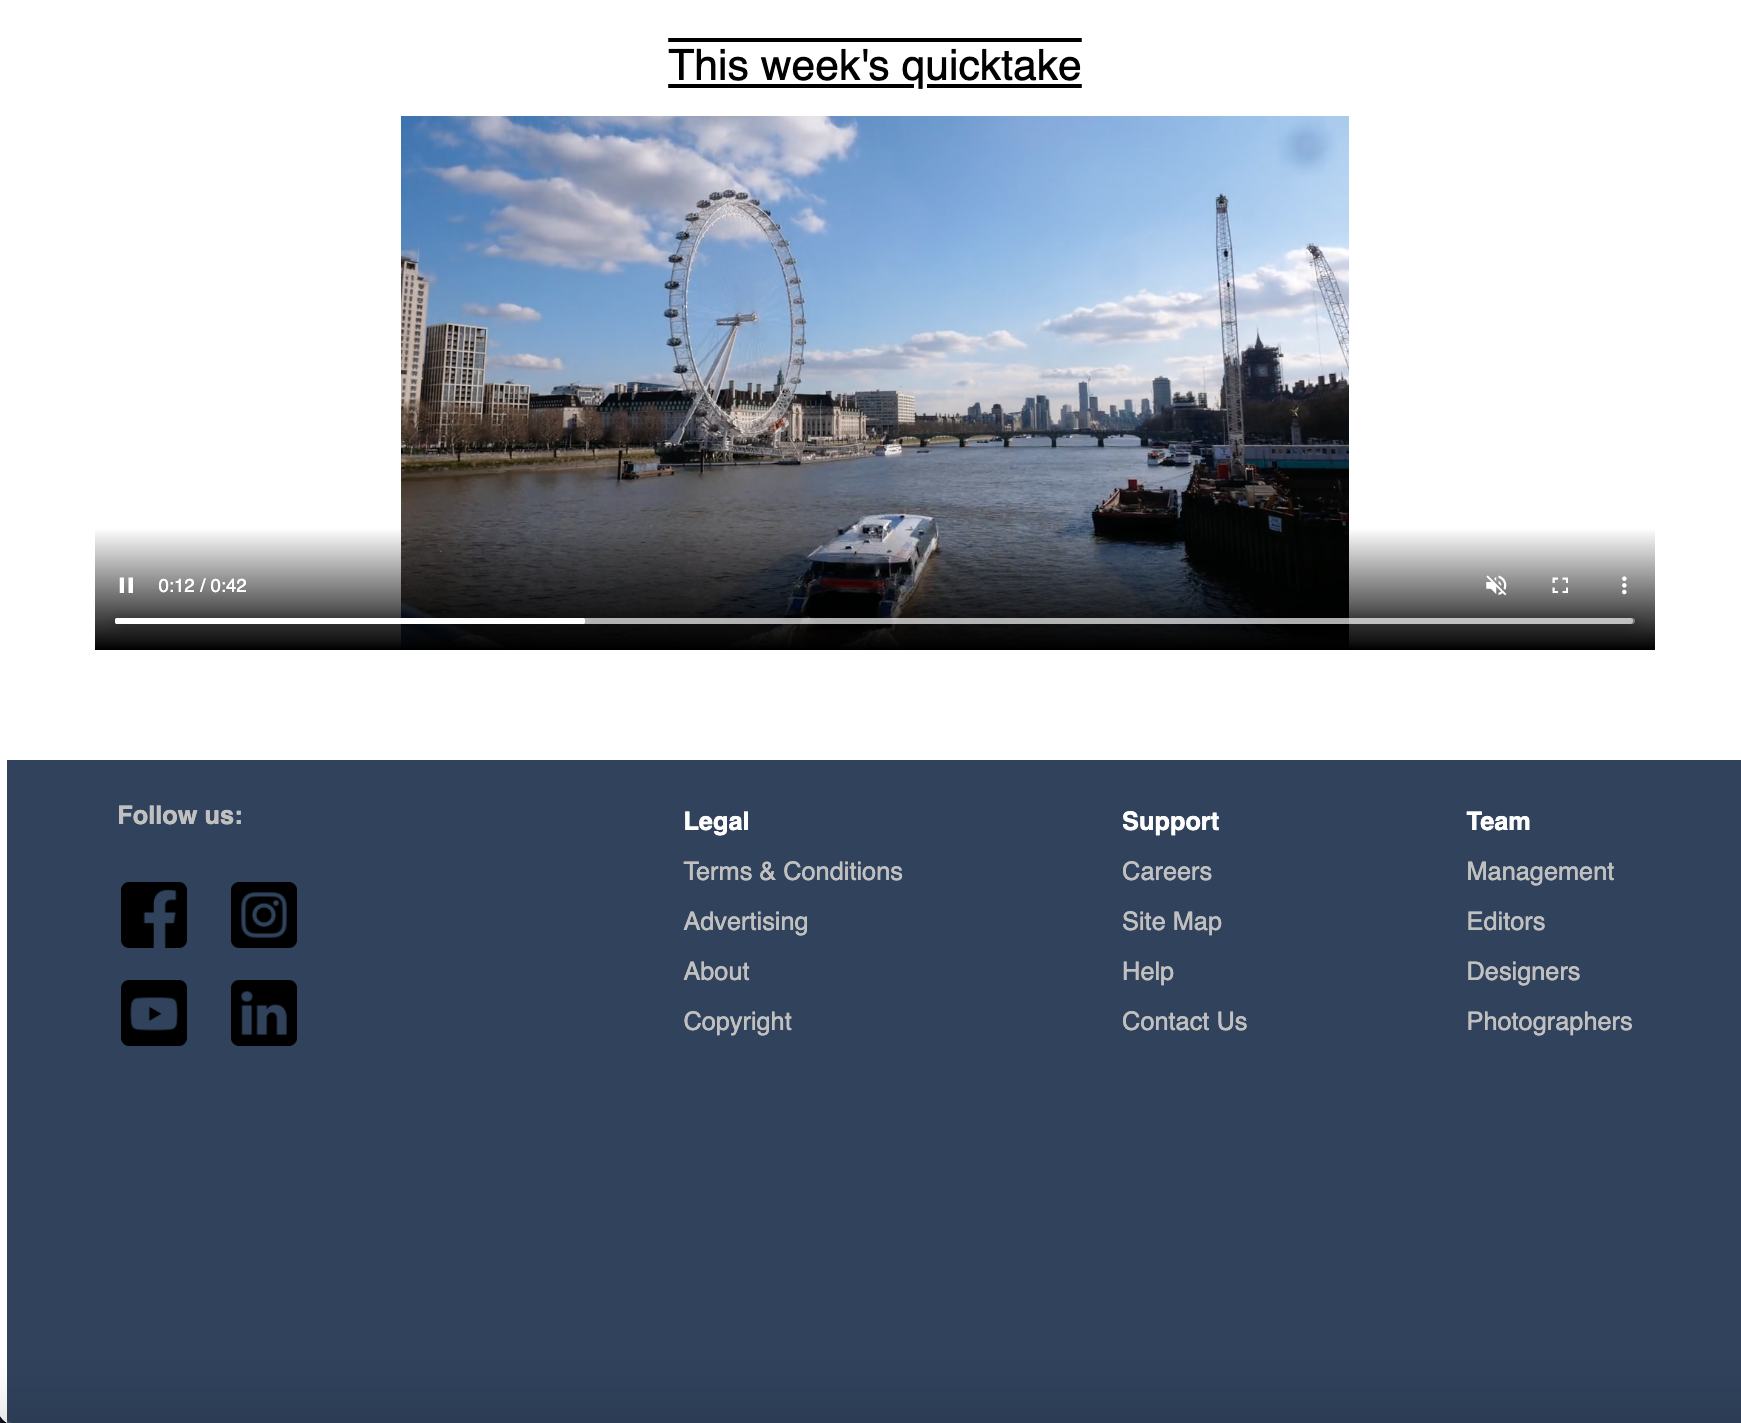 This week's quicktake
0:12 / 0:42
Follow us:
Legal
Terms & Conditions
Advertising
About
Copyright
Support
Careers
Site Map
Help
Contact Us
Team
Management
Editors
Designers
Photographers